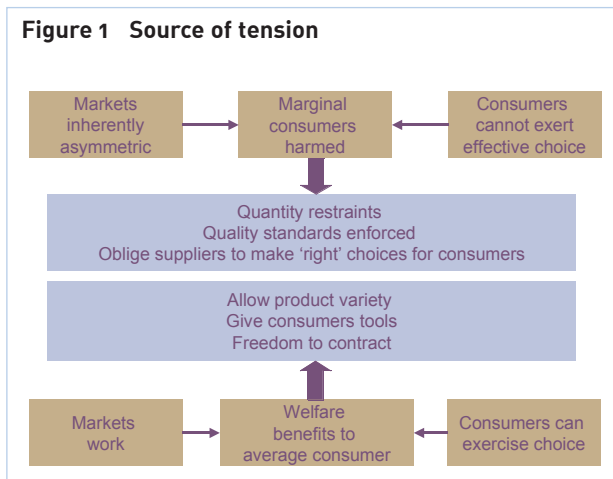 Figure 1 Source of tension
Markets
inherently
asymmetric
Marginal
consumers
harmed
Consumers
cannot exert
effective choice
Quantity restraints
Quality standards enforced
Oblige suppliers to make ‘right’ choices for consumers
Allow product variety
Give consumers tools
Freedom to contract
Markets
work
Welfare
benefits to
average consumer
Consumers can
exercise choice